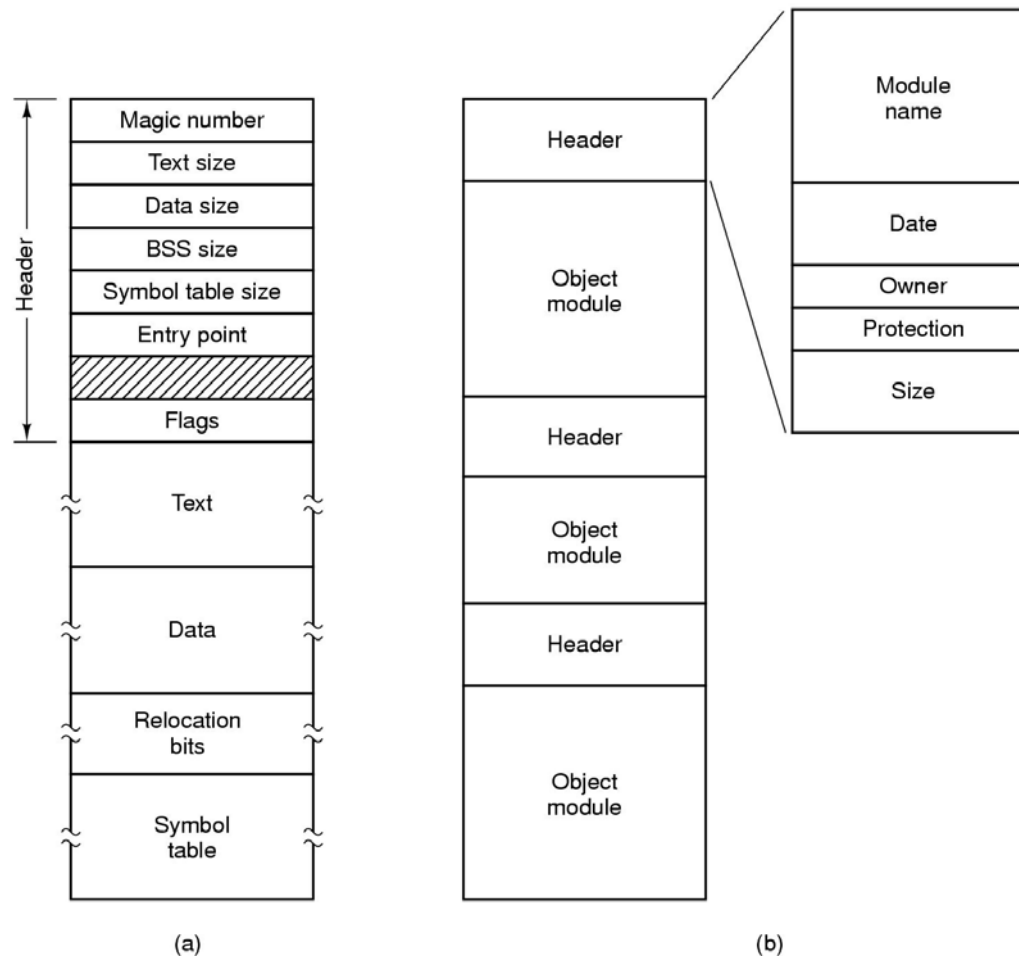 Header
Magic number
Text size
Data size
BSS size
Symbol table size
Entry point
Flags
Text
Data
Relocation
bits
Symbol
table
(a)
Header
Object
module
Header
Object
module
Header
Object
module
Module
name
Date
Owner
Protection
Size
(b)